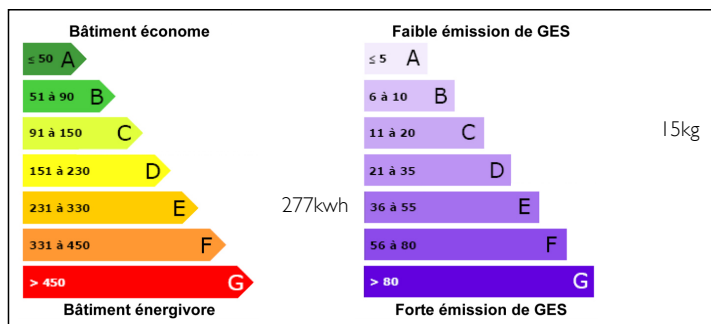 Bâtiment économe
≤ 50 A
51 à 90 B
91 à 150 C
151 à 230 D
231 à 330 E
277kwh
331 à 450 F
> 450 G
Bâtiment énergivore
Faible émission de GES
≤ 5 A
6 à 10 B
11 à 20 C
15kg
21 à 35 D
36 à 55 E
56 à 80 F
> 80 G
Forte émission de GES